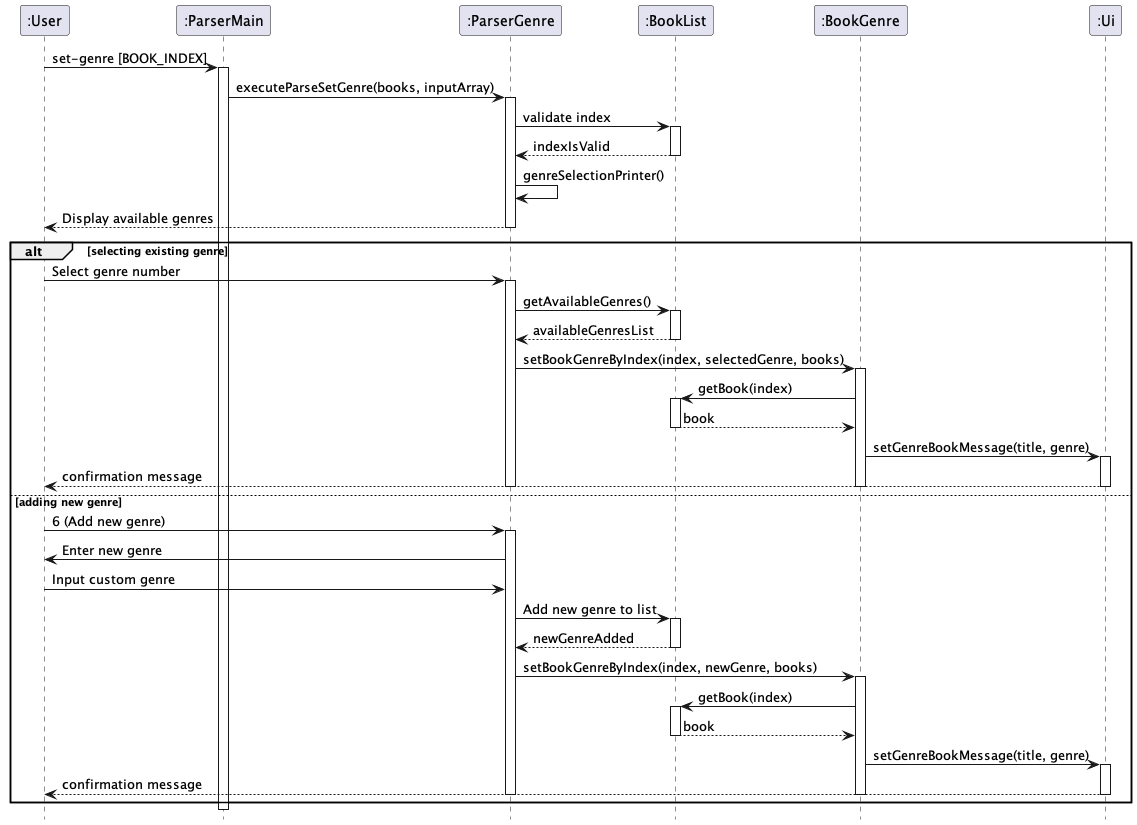 :User :ParserMain :ParserGenre :BookList :BookGenre :Ui
set-genre [BOOK_INDEX]
executeParseSetGenre(books, inputArray)
validate index
indexIsValid
genreSelectionPrinter()
Display available genres
alt [selecting existing genre]
Select genre number
getAvailableGenres()
availableGenresList
setBookGenreByIndex(index, selectedGenre, books)
getBook(index)
book
setGenreBookMessage(title, genre)
confirmation message
[adding new genre]
6 (Add new genre)
Enter new genre
Input custom genre
Add new genre to list
newGenreAdded
setBookGenreByIndex(index, newGenre, books)
getBook(index)
book
setGenreBookMessage(title, genre)
confirmation message